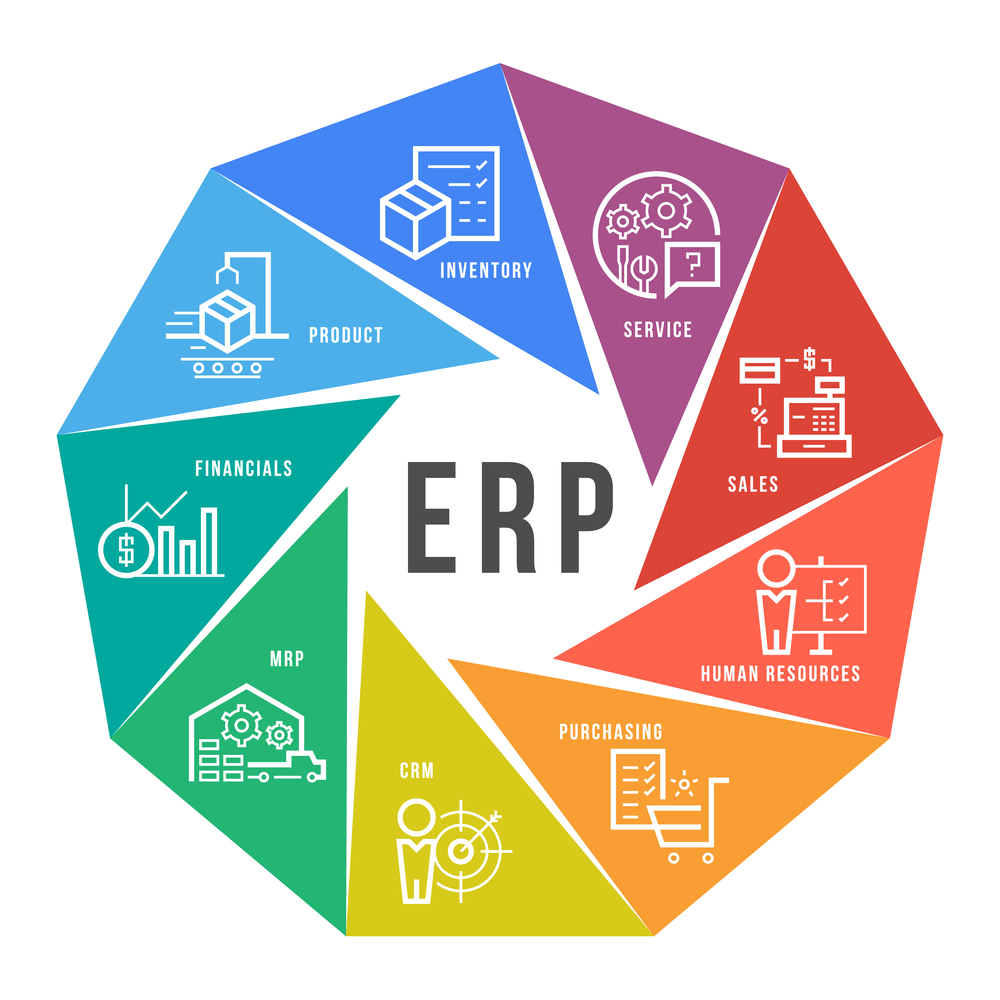 INVENTORY
SERVICE
PRODUCT
$
SALES
%
FINANCIALS
$
ERP
?
MRP
HUMAN RESOURCES
PURCHASING
CRM